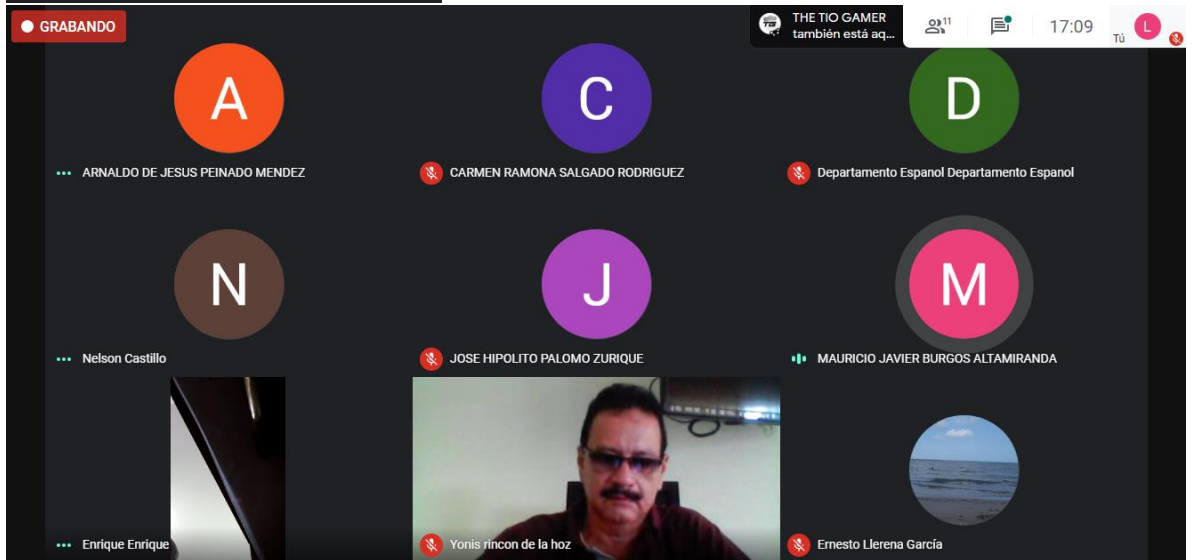 GRABANDO
THE TIO GAMER
también está aq...
11
17:09
Tú
L
A
C
D
ARNALDO DE JESUS PEINADO MENDEZ
CARMEN RAMONA SALGADO RODRIGUEZ
Departamento Espanol Departamento Espanol
N
J
M
Nelson Castillo
JOSE HIPOLITO PALOMO ZURIQUE
MAURICIO JAVIER BURGOS ALTAMIRANDA
Enrique Enrique
Yonis rincon de la hoz
Ernesto Llerena García